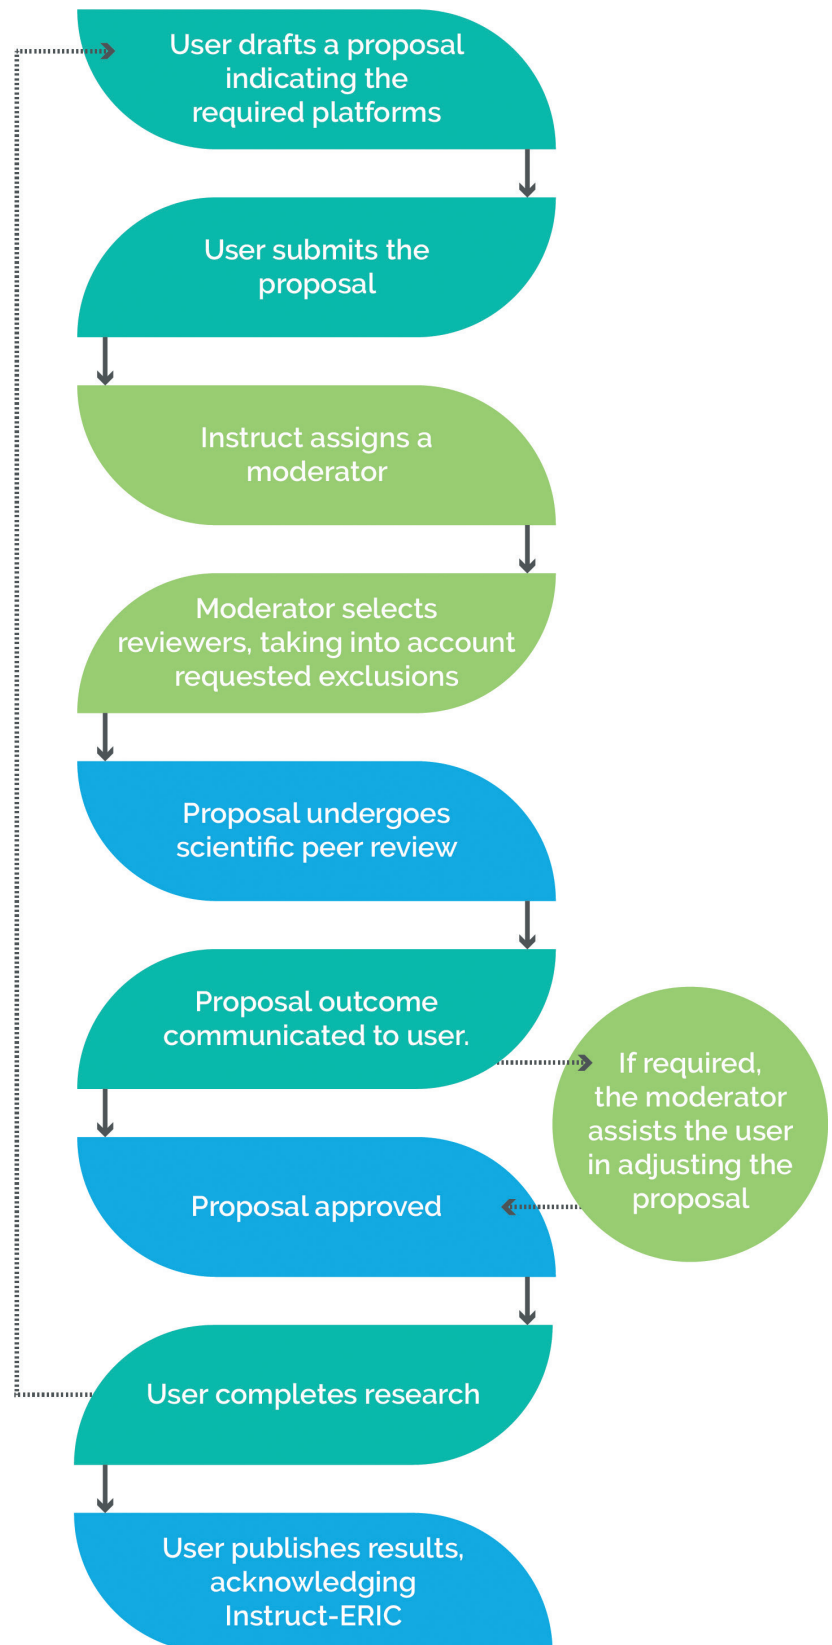 User drafts a proposal
indicating the
required platforms
User submits the
proposal
Instruct assigns a
moderator
Moderator selects
reviewers, taking into account
requested exclusions
Proposal undergoes
scientific peer review
Proposal outcome
communicated to user.
If required,
the moderator
assists the user
in adjusting the
proposal
Proposal approved
User completes research
User publishes results,
acknowledging
Instruct-ERIC